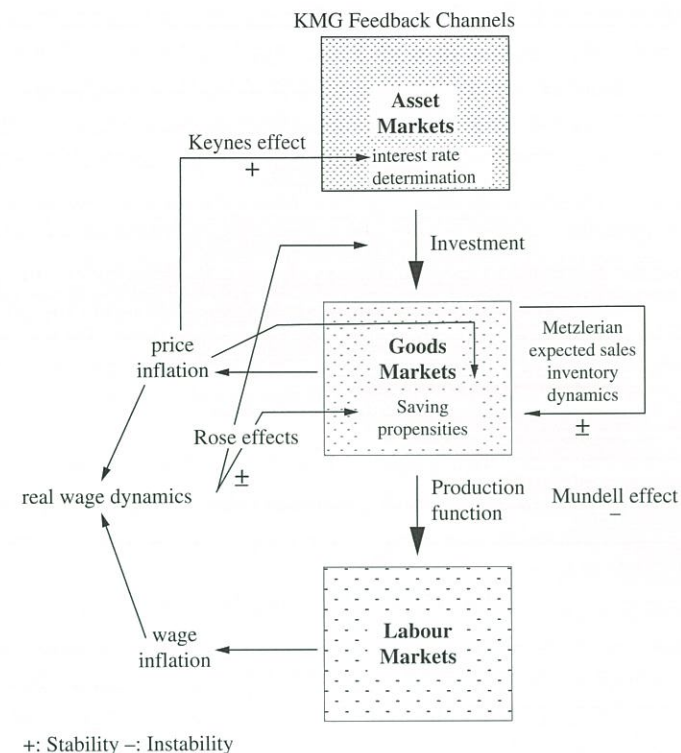 KMG Feedback Channels
Asset
Markets
interest rate
determination
Keynes effect
+
Investment
price
inflation
Goods
Markets
Saving
propensities
Metzlerian
expected sales
inventory
dynamics
±
Rose effects
±
real wage dynamics
Production
function
Mundell effect
−
Labour
Markets
wage
inflation
+: Stability −: Instability